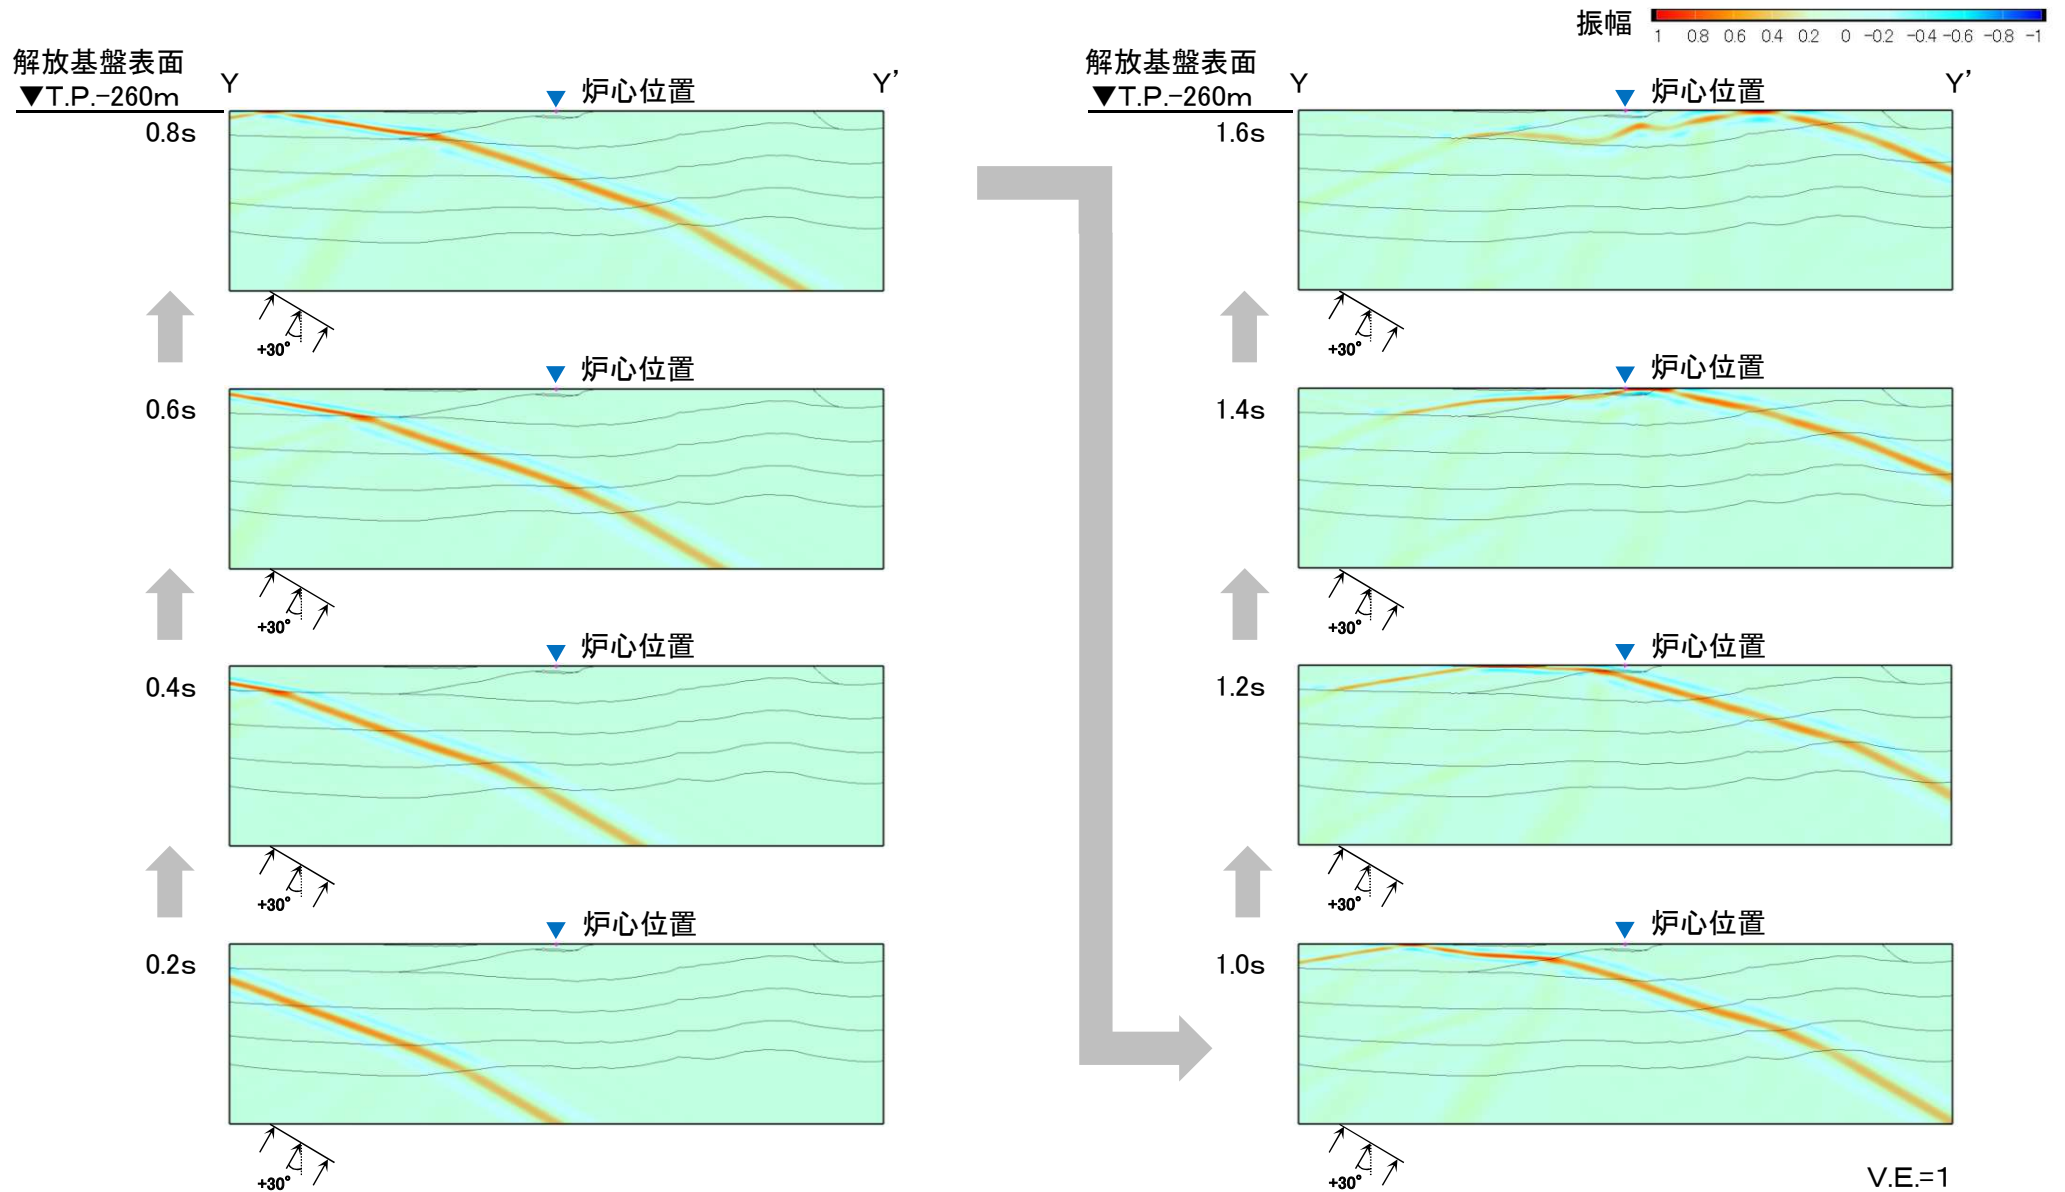 振幅
1 0.8 0.6 0.4 0.2 0 -0.2 -0.4 -0.6 -0.8 -1
解放基盤表面
▼T.P.-260m
Y
炉心位置
Y’
0.8s
+30°
炉心位置
0.6s
+30°
炉心位置
0.4s
+30°
炉心位置
0.2s
+30°
解放基盤表面
▼T.P.-260m
Y
炉心位置
Y’
1.6s
+30°
炉心位置
1.4s
+30°
炉心位置
1.2s
+30°
炉心位置
1.0s
+30°
V.E.=1